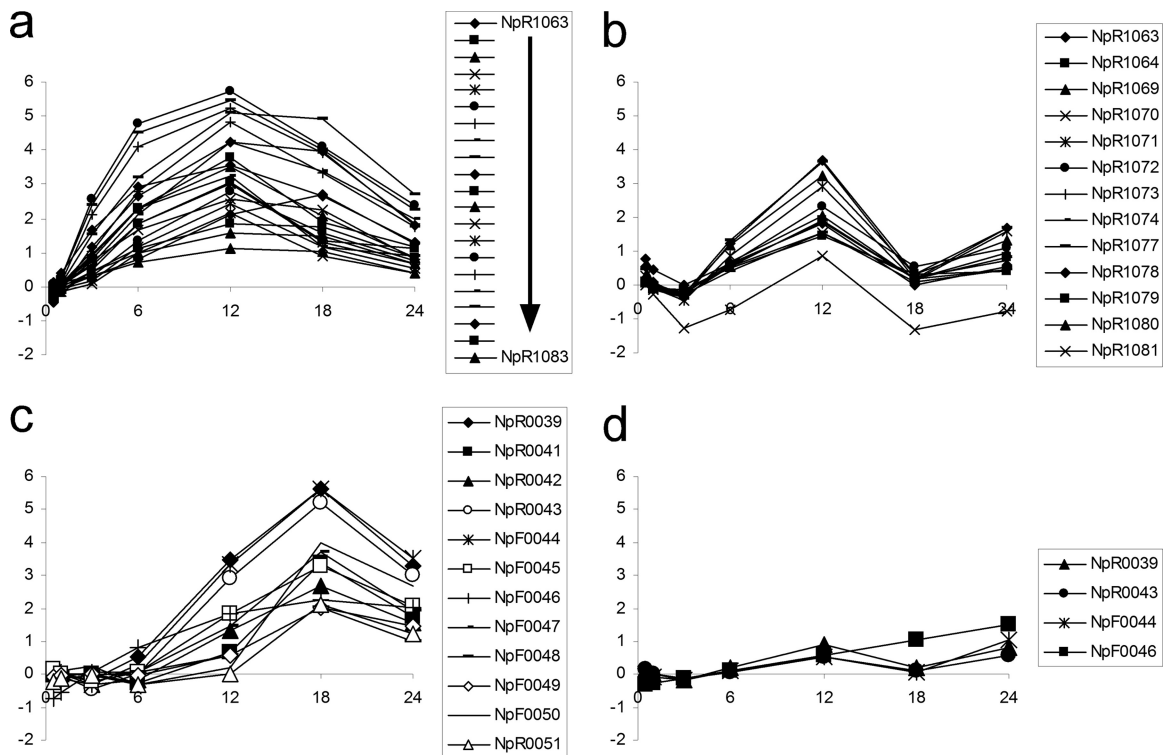 a
NpR1063
NpR1083
6
5
4
3
2
1
0
-1
-2
0 6 12 18 24
b
NpR1063
NpR1064
NpR1069
NpR1070
NpR1071
NpR1072
NpR1073
NpR1074
NpR1077
NpR1078
NpR1079
NpR1080
NpR1081
6
5
4
3
2
1
0
-1
-2
0 6 12 18 24
c
NpR0039
NpR0041
NpR0042
NpR0043
NpF0044
NpF0045
NpF0046
NpF0047
NpF0048
NpF0049
NpF0050
NpR0051
6
5
4
3
2
1
0
-1
-2
0 6 12 18 24
d
NpR0039
NpR0043
NpF0044
NpF0046
6
5
4
3
2
1
0
-1
-2
0 6 12 18 24